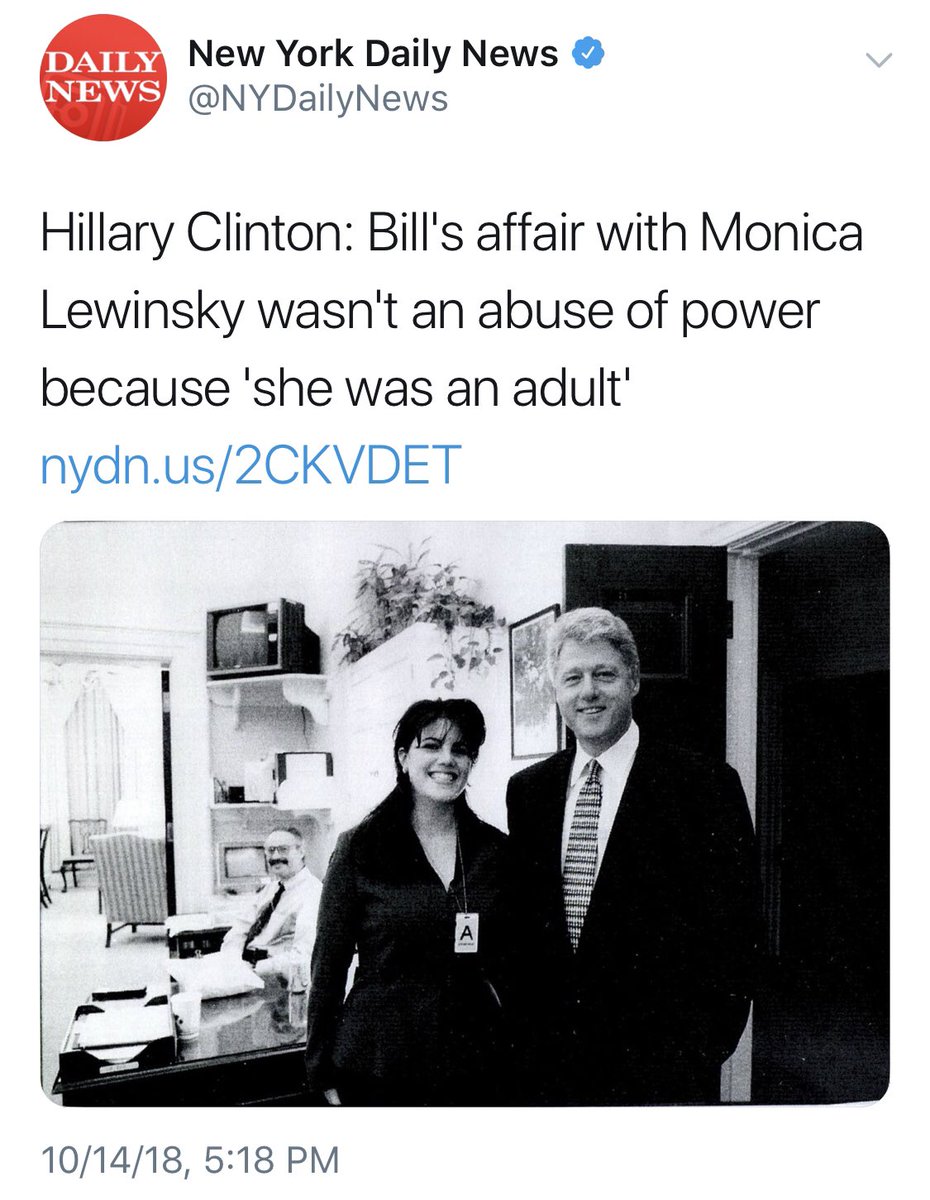 DAILY
NEWS
New York Daily News
@NYDailyNews
Hillary Clinton: Bill's affair with Monica
Lewinsky wasn't an abuse of power
because 'she was an adult'
nydn.us/2CKVDET
A
10/14/18, 5:18 PM